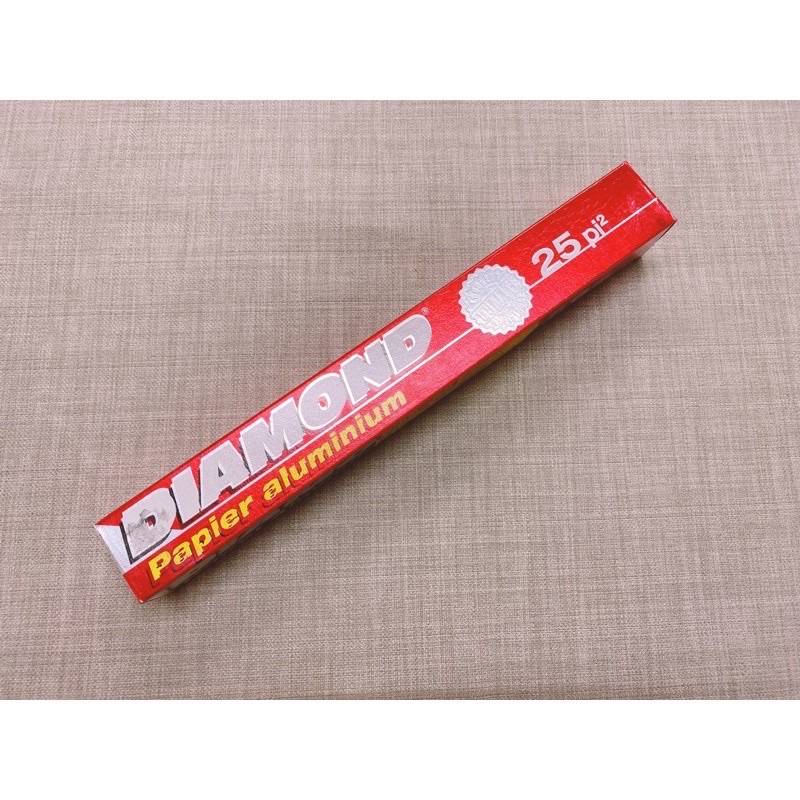 DIAMOND®
Papier aluminium
25 pi²